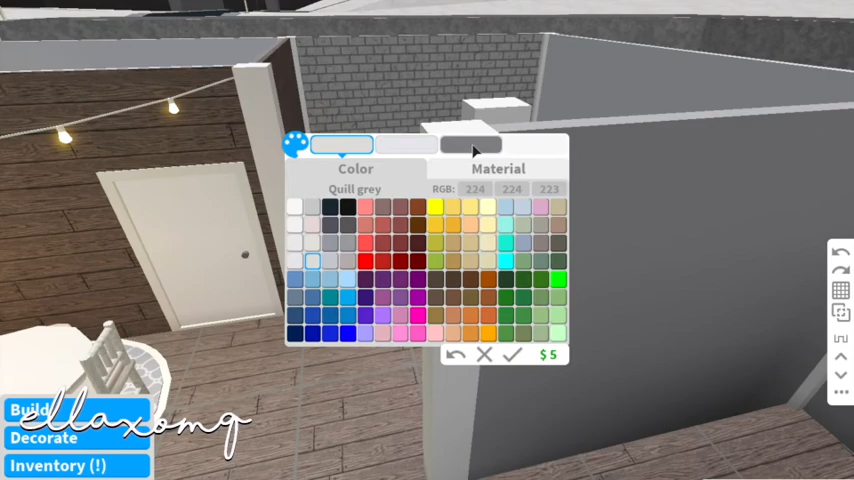 Color
Material
Quill grey
RGB: 224 224 223
$ 5
Build
ellaxomg
Decorate
Inventory (!)